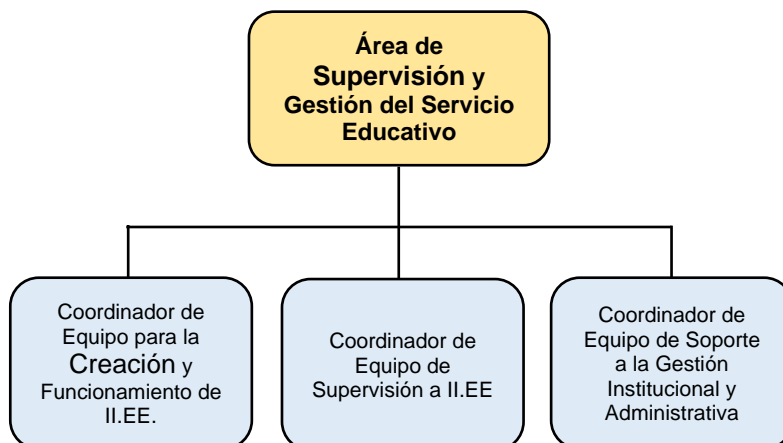 Área de
Supervisión y
Gestión del Servicio
Educativo
Coordinador de
Equipo para la
Creación y
Funcionamiento de
II.EE.
Coordinador de
Equipo de
Supervisión a II.EE
Coordinador de
Equipo de Soporte
a la Gestión
Institucional y
Administrativa